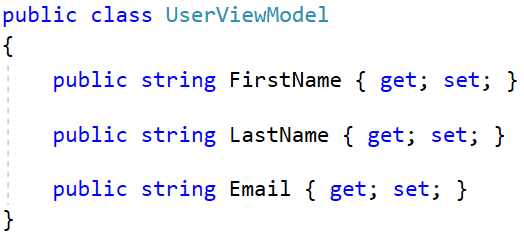 public class UserViewModel
{
    public string FirstName { get; set; }
    public string LastName { get; set; }
    public string Email { get; set; }
}